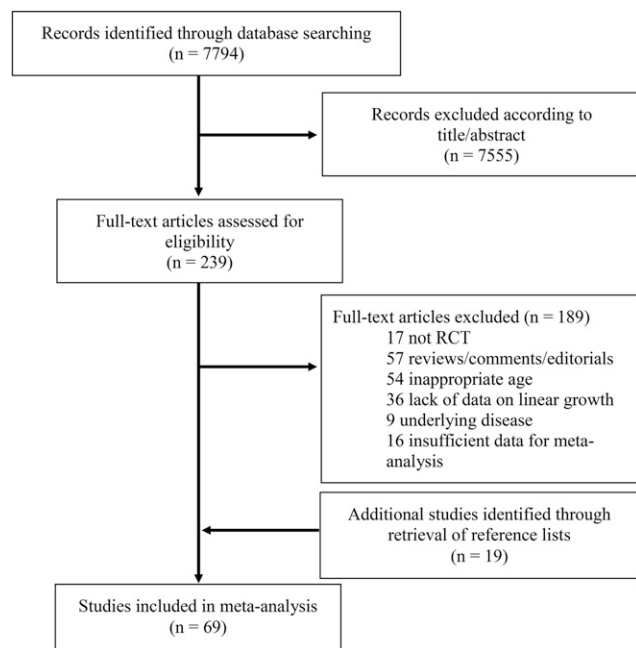 Records identified through database searching
(n = 7794)
Records excluded according to
title/abstract
(n = 7555)
Full-text articles assessed for
eligibility
(n = 239)
Full-text articles excluded (n = 189)
17 not RCT
57 reviews/comments/editorials
54 inappropriate age
36 lack of data on linear growth
9 underlying disease
16 insufficient data for meta-
analysis
Additional studies identified through
retrieval of reference lists
(n = 19)
Studies included in meta-analysis
(n = 69)